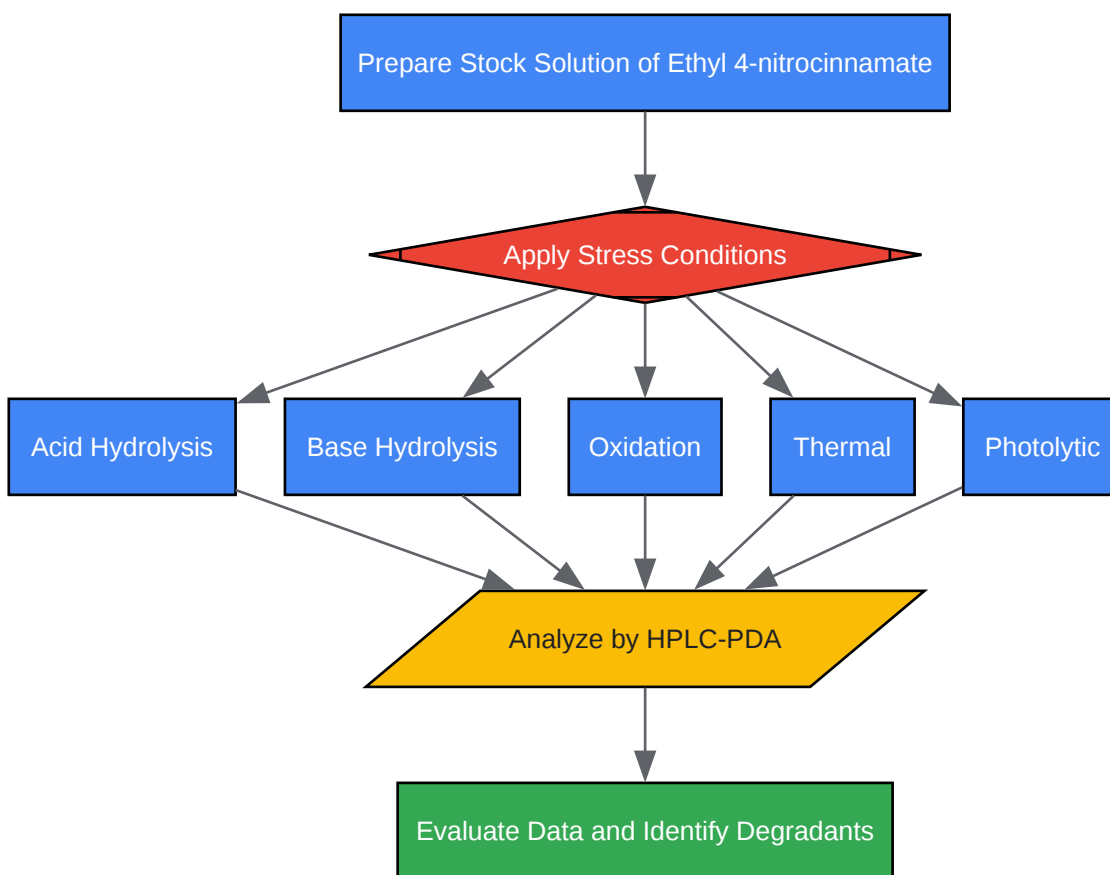 Prepare Stock Solution of Ethyl 4-nitrocinnamate
Apply Stress Conditions
Acid Hydrolysis
Base Hydrolysis
Oxidation
Thermal
Photolytic
Analyze by HPLC-PDA
Evaluate Data and Identify Degradants